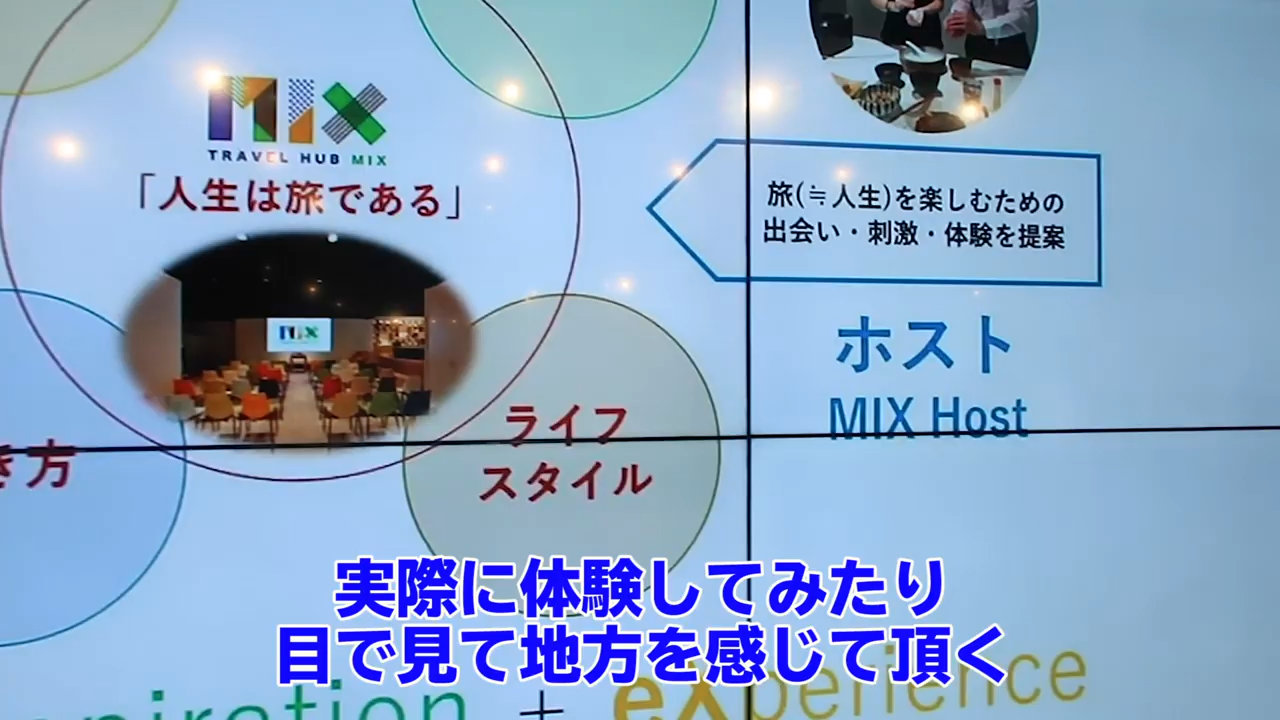 MIX
TRAVEL HUB MIX
「人生は旅である」
MIX
旅(≒人生)を楽しむための
出会い・刺激・体験を提案
ホスト
MIX Host
ライフ
スタイル
き方
実際に体験してみたり
目で見て地方を感じて頂く
piration + eXperience